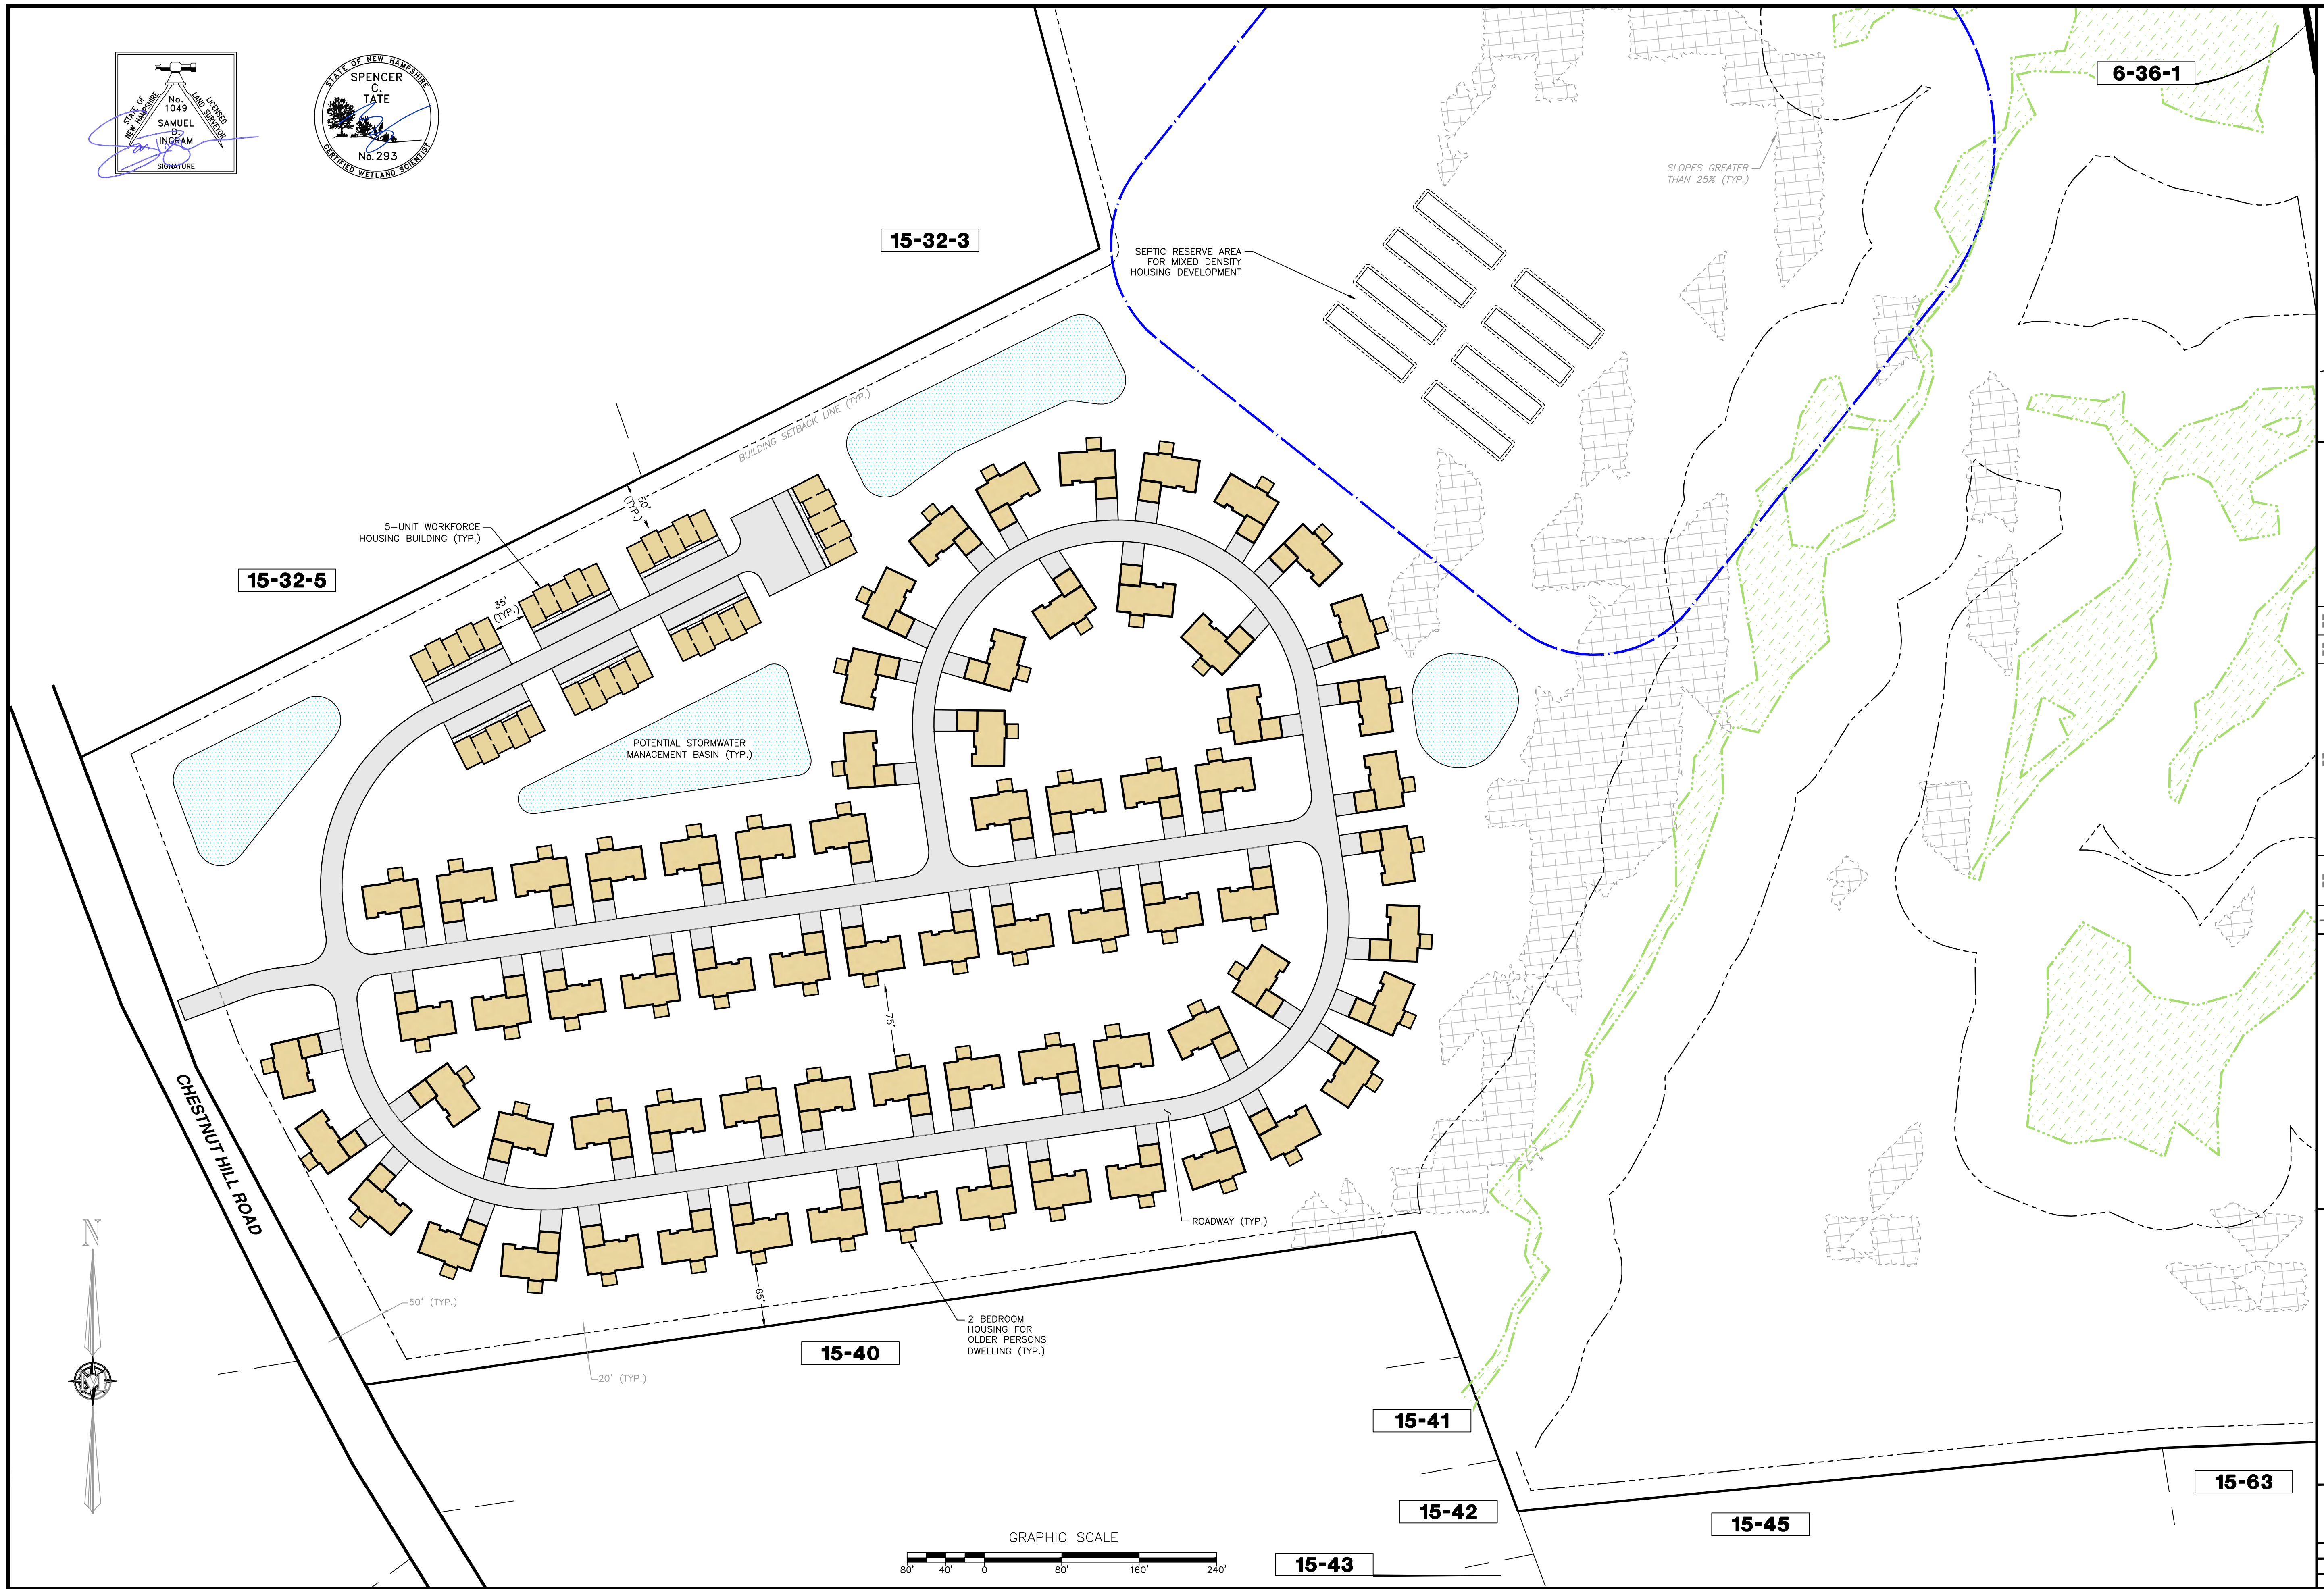 STATE OF
NEW HAMPSHIRE
LICENSED
LAND SURVEYOR
No.
1049
SAMUEL
D.
INGRAM
SIGNATURE
STATE OF NEW HAMPSHIRE
SPENCER
C.
TATE
No.293
CERTIFIED WETLAND SCIENTIST
6-36-1
SLOPES GREATER
THAN 25% (TYP.)
15-32-3
SEPTIC RESERVE AREA
FOR MIXED DENSITY
HOUSING DEVELOPMENT
BUILDING SETBACK LINE (TYP.)
50'
(TYP.)
5-UNIT WORKFORCE
HOUSING BUILDING (TYP.)
15-32-5
35'
(TYP.)
POTENTIAL STORMWATER
MANAGEMENT BASIN (TYP.)
75'
CHESTNUT HILL ROAD
ROADWAY (TYP.)
N
50' (TYP.)
65'
2 BEDROOM
HOUSING FOR
OLDER PERSONS
DWELLING (TYP.)
15-40
20' (TYP.)
15-41
15-63
15-42
15-45
GRAPHIC SCALE
80' 40' 0 80' 160' 240'
15-43